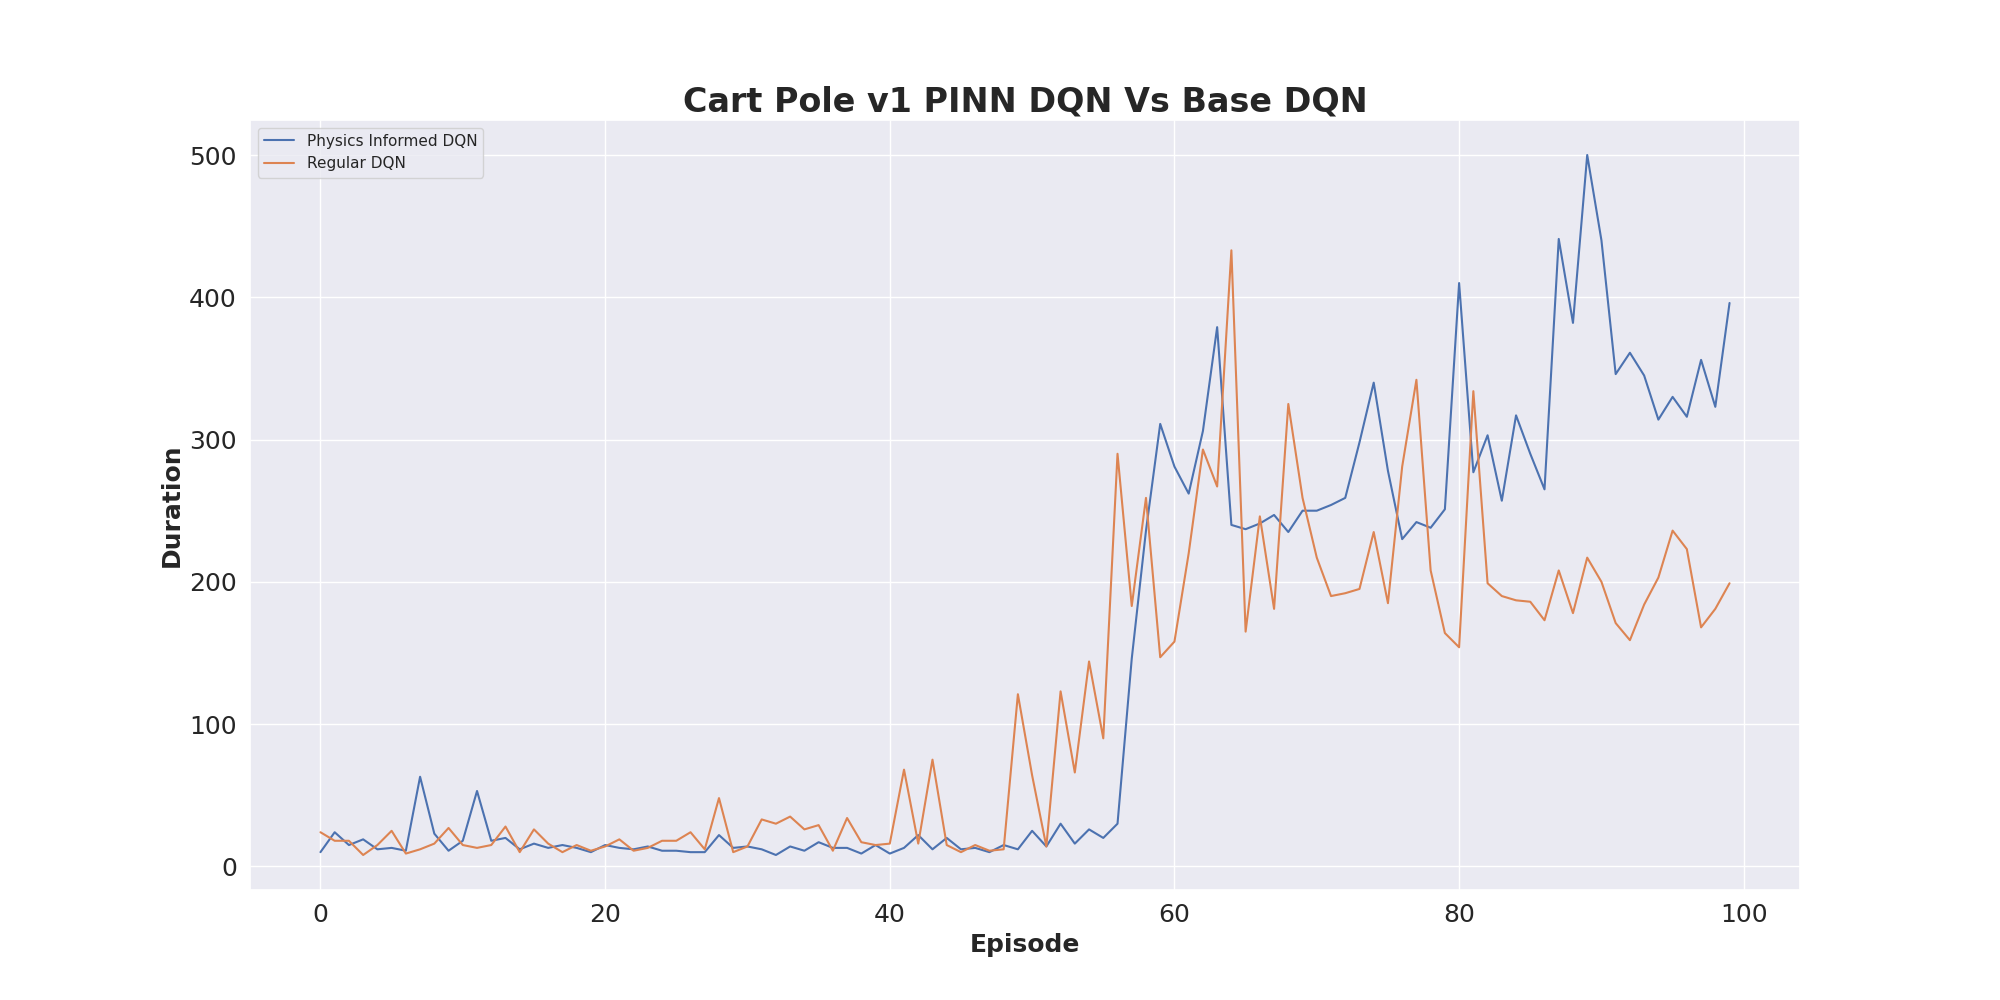 Cart Pole v1 PINN DQN Vs Base DQN
Physics Informed DQN
Regular DQN
500
400
300
200
100
0
Duration
0 20 40 60 80 100
Episode